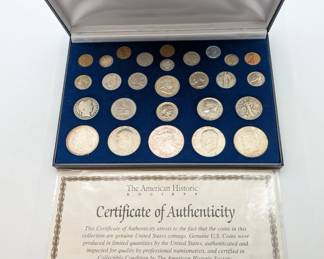 The American Historic
SOCIETY
Certificate of Authenticity
This Certificate of Authenticity attests to the fact that the coins in this
collection are genuine United States coinage. Genuine U.S. Coins were
produced in limited quantities by the United States, authenticated and
inspected for quality by professional numismatists, and certified in
Collectible Condition by The American Historic Society